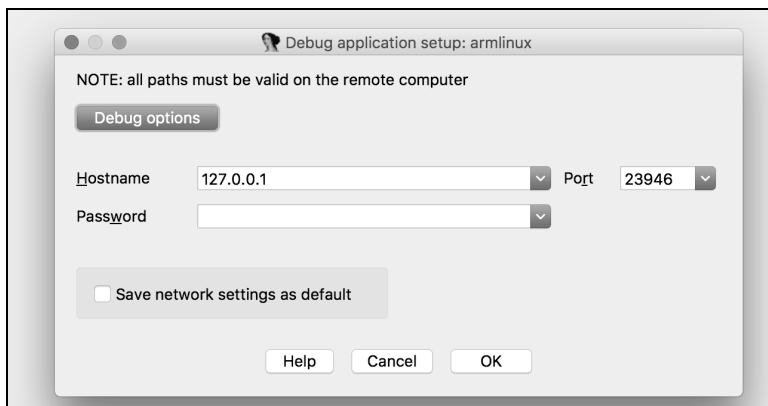 Debug application setup: armlinux
NOTE: all paths must be valid on the remote computer
Debug options
Hostname 127.0.0.1 Port 23946
Password
Save network settings as default
Help Cancel OK